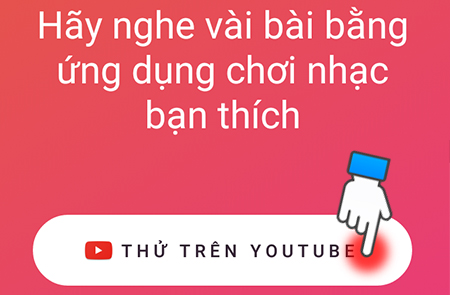 Hãy nghe vài bài bằng
ứng dụng chơi nhạc
bạn thích
THỬ TRÊN YOUTUBE